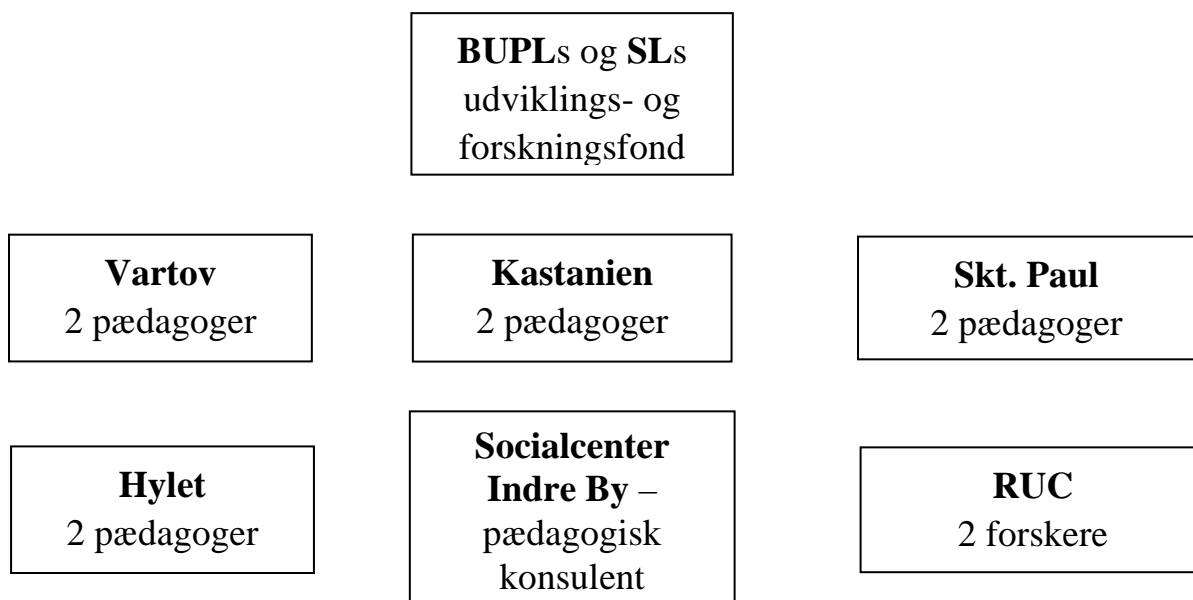 BUPLs og SLs
udviklings- og
forskningsfond
Vartov
2 pædagoger
Kastanien
2 pædagoger
Skt. Paul
2 pædagoger
Hylet
2 pædagoger
Socialcenter
Indre By –
pædagogisk
konsulent
RUC
2 forskere